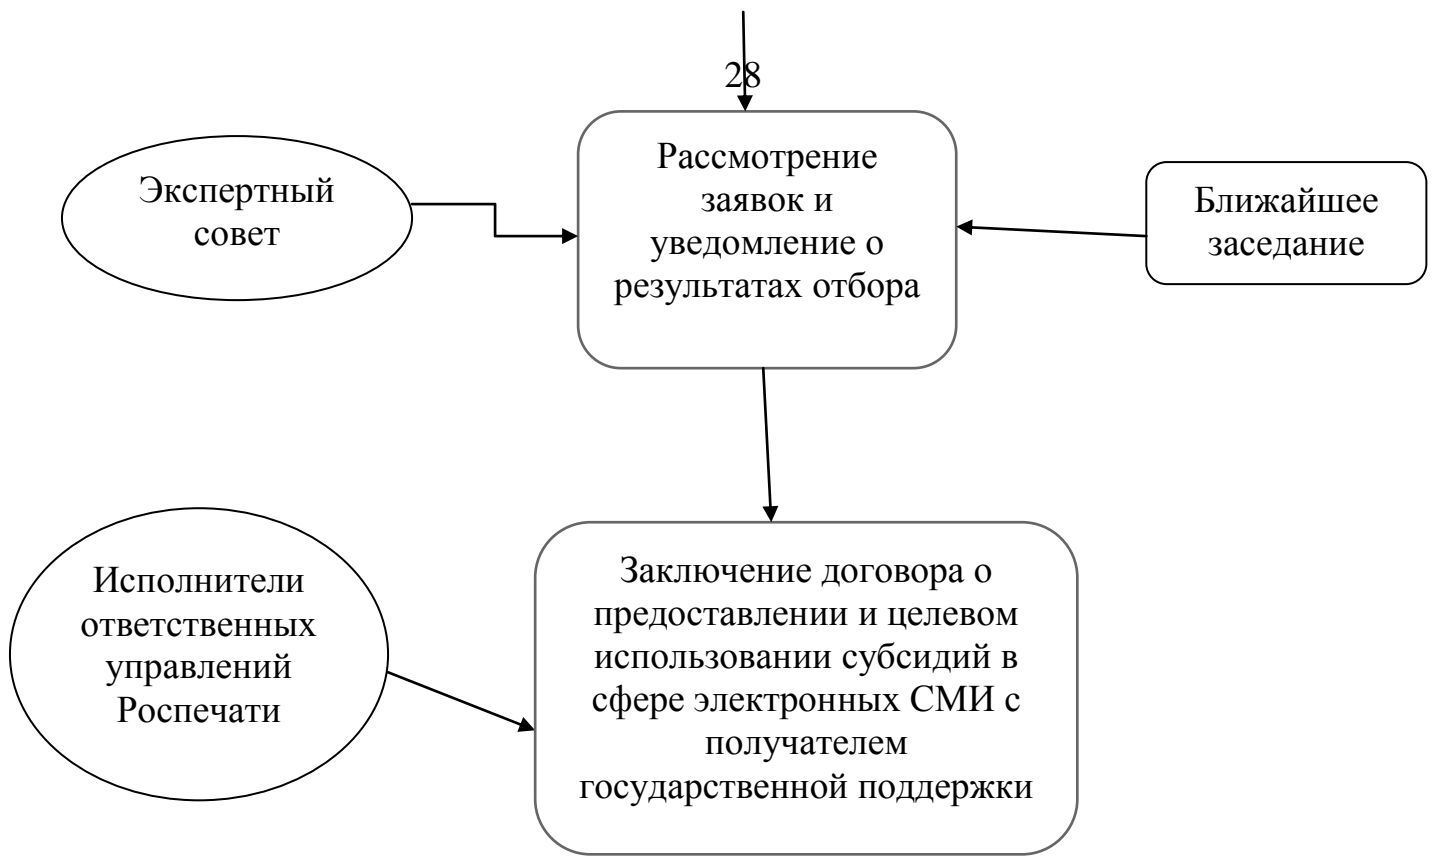 28
Экспертный
совет
Рассмотрение
заявок и
уведомление о
результатах отбора
Ближайшее
заседание
Исполнители
ответственных
управлений
Роспечати
Заключение договора о
предоставлении и целевом
использовании субсидий в
сфере электронных СМИ с
получателем
государственной поддержки